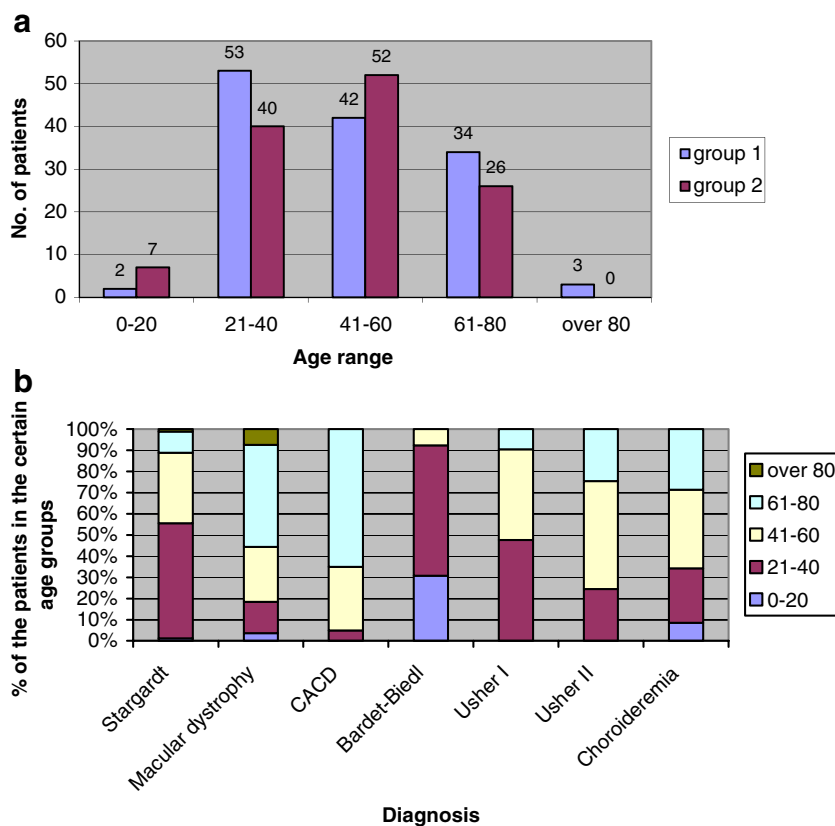 a
No. of patients
60
50
40
30
20
10
0
53
52
42
40
34
26
7
2
3
0
0-20
21-40
41-60
61-80
over 80
Age range
group 1
group 2
b
% of the patients in the certain
age groups
100%
90%
80%
70%
60%
50%
40%
30%
20%
10%
0%
Stargardt
Macular dystrophy
CACD
Bardet-Biedl
Usher I
Usher II
Choroideremia
Diagnosis
over 80
61-80
41-60
21-40
0-20